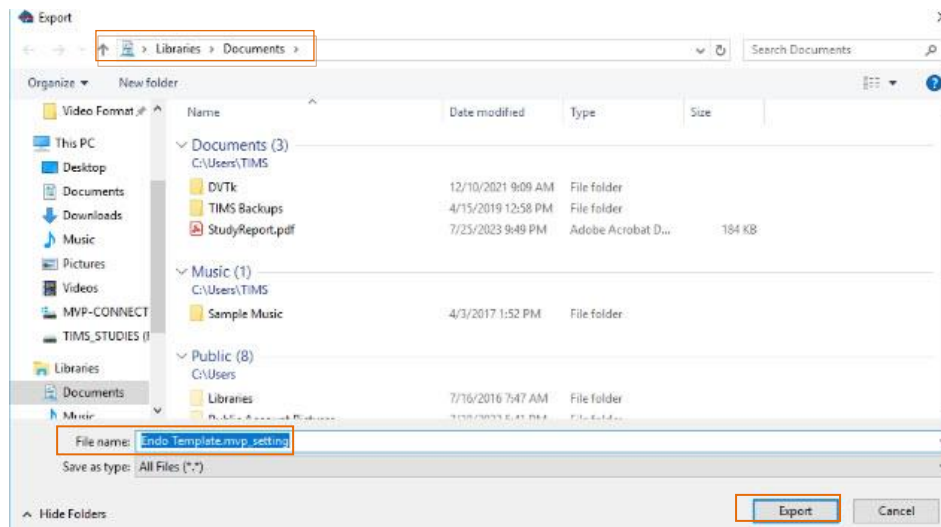 Export
Libraries > Documents >
Search Documents
Organize
New folder
Video Format
Name
Date modified
Type
Size
This PC
Desktop
Documents
Downloads
Music
Pictures
Videos
MVP-CONNECT
TIMS_STUDIES (
Libraries
Documents
Music
Documents (3)
C:\Users\TIMS
DVTk
12/10/2021 9:09 AM
File folder
TIMS Backups
4/15/2019 12:58 PM
File folder
StudyReport.pdf
7/25/2023 9:49 PM
Adobe Acrobat D...
184 KB
Music (1)
C:\Users\TIMS
Sample Music
4/3/2017 1:52 PM
File folder
Public (8)
C:\Users
Libraries
7/16/2016 7:47 AM
File folder
Public Account Pictures
File folder
File name: Endo Template.mvp_setting
Save as type: All Files (*.*)
Hide Folders
Export
Cancel